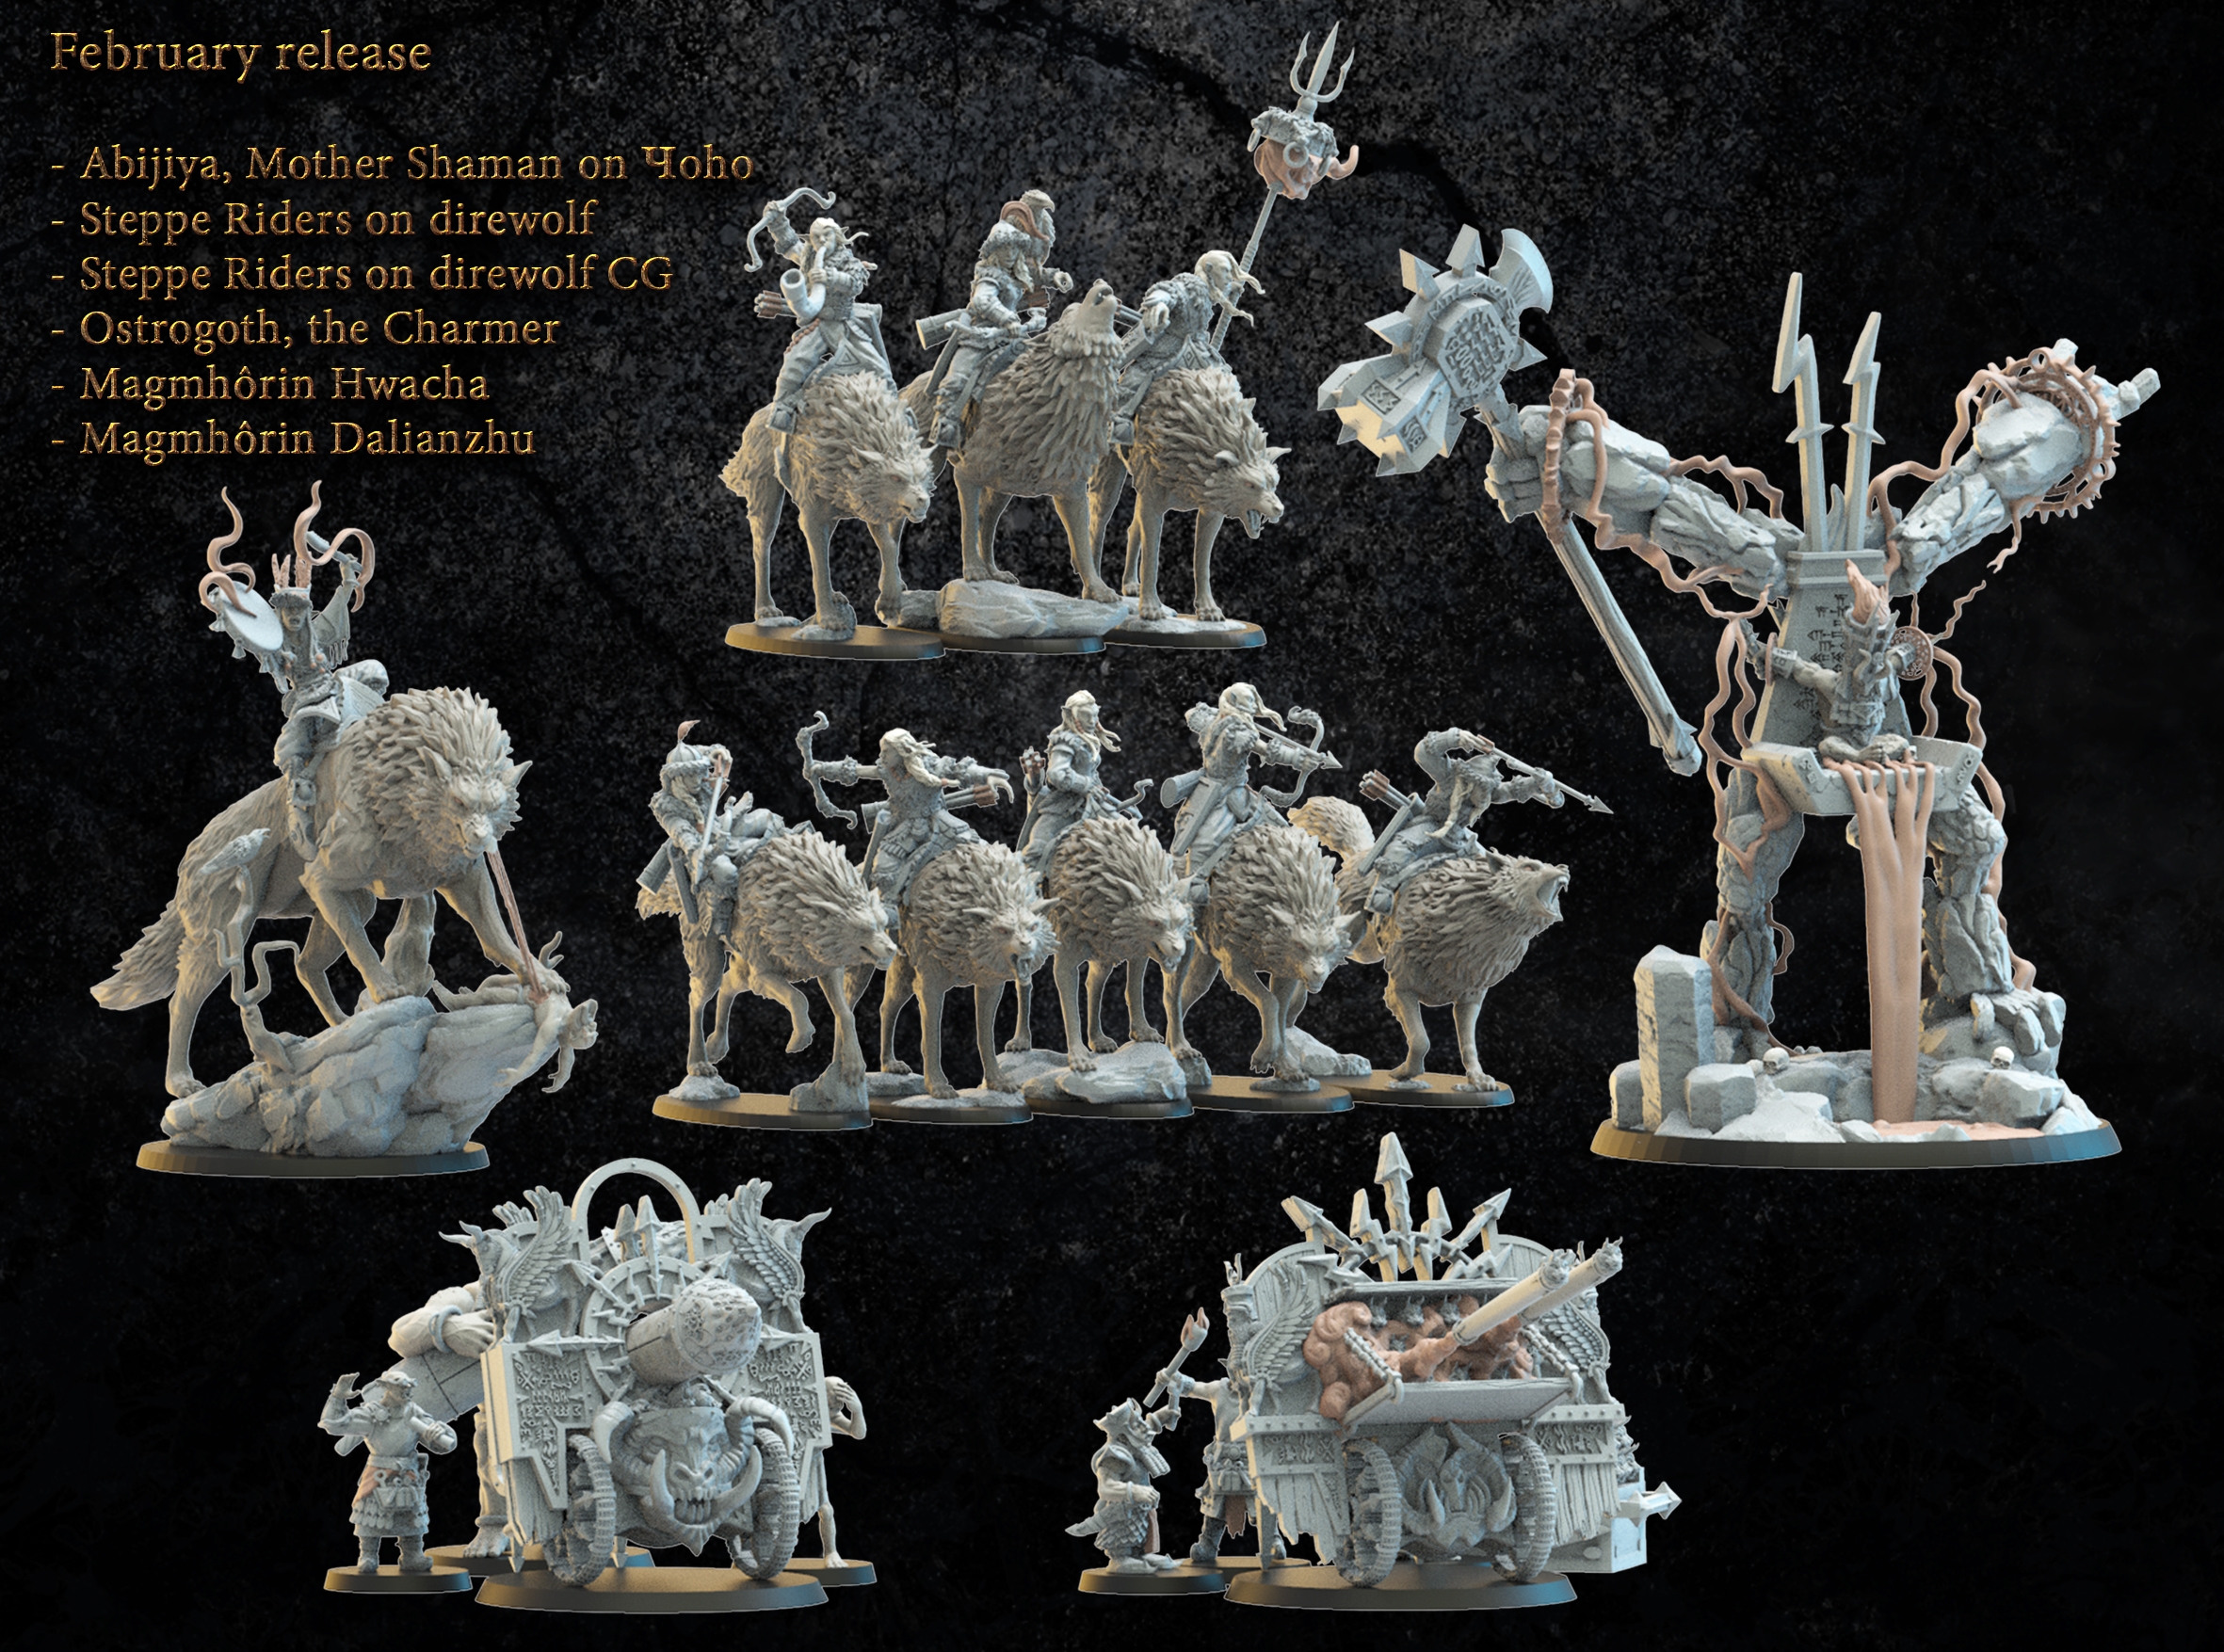 February release
- Abijiya, Mother Shaman on Чoho
- Steppe Riders on direwolf
- Steppe Riders on direwolf CG
- Ostrogoth, the Charmer
- Magmhôrin Hwacha
- Magmhôrin Dalianzhu